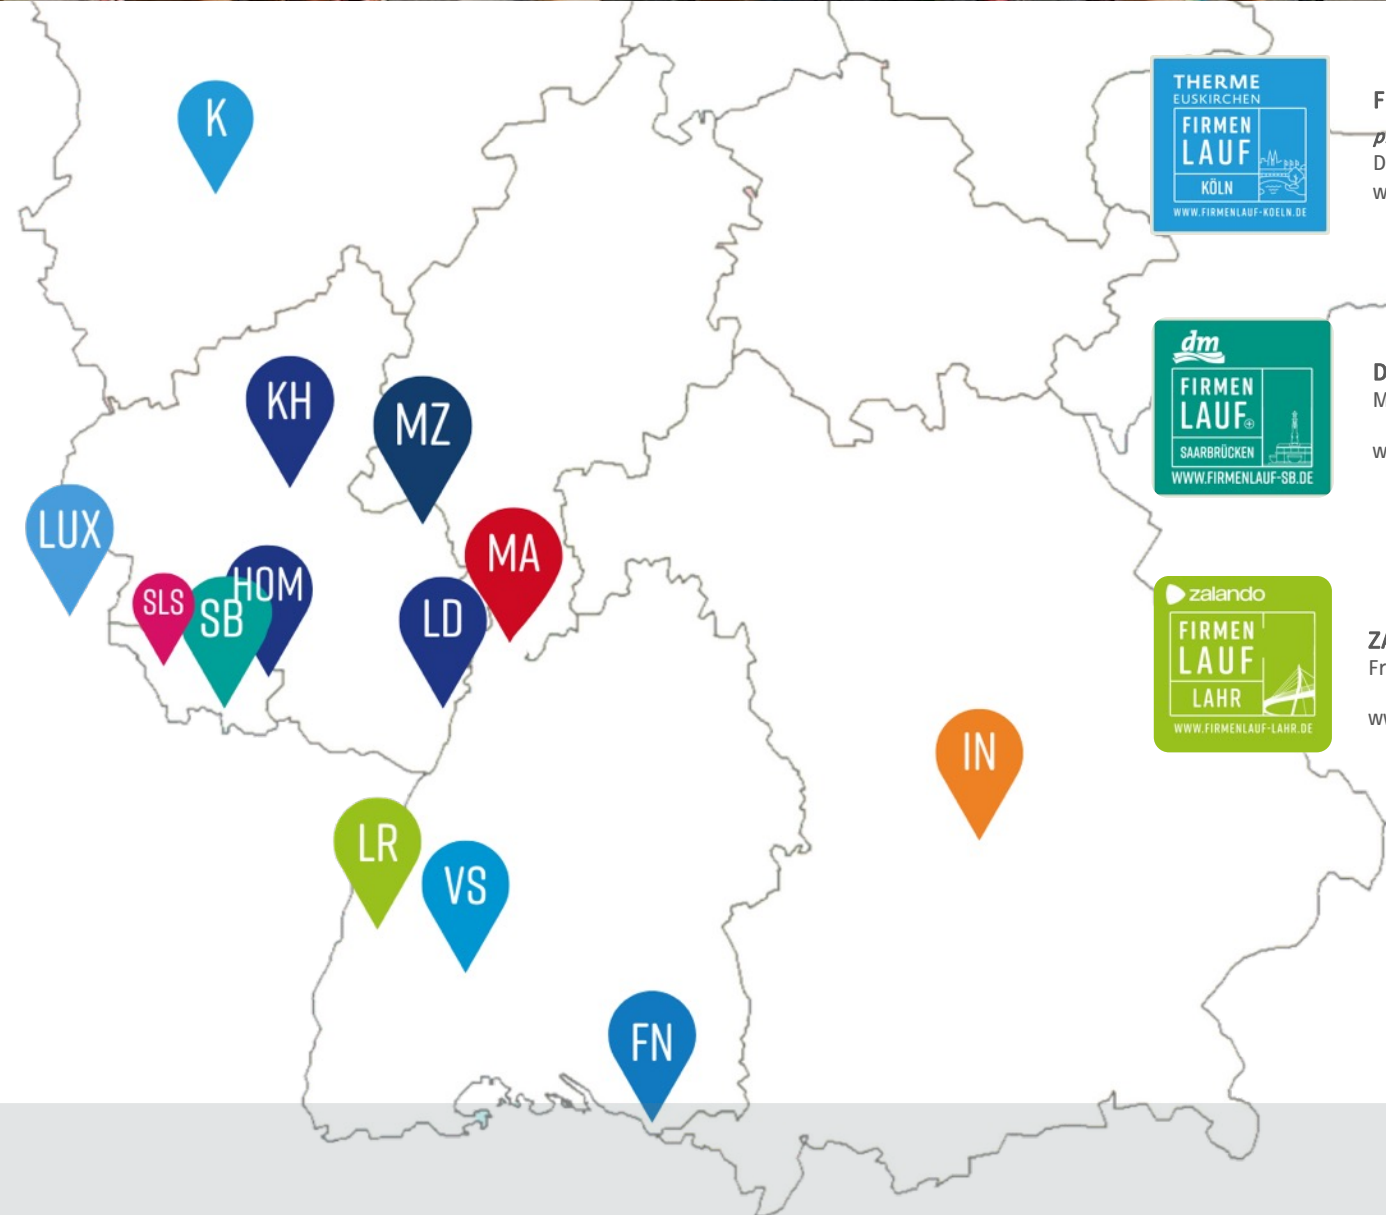 K
KH
MZ
LUX
MA
SLS
SB
HOM
LD
IN
LR
VS
FN
THERME
EUSKIRCHEN
FIRMEN
LAUF
KÖLN
WWW.FIRMENLAUF-KOELN.DE
dm
FIRMEN
LAUF
SAARBRÜCKEN
WWW.FIRMENLAUF-SB.DE
zalando
FIRMEN
LAUF
LAHR
WWW.FIRMENLAUF-LAHR.DE